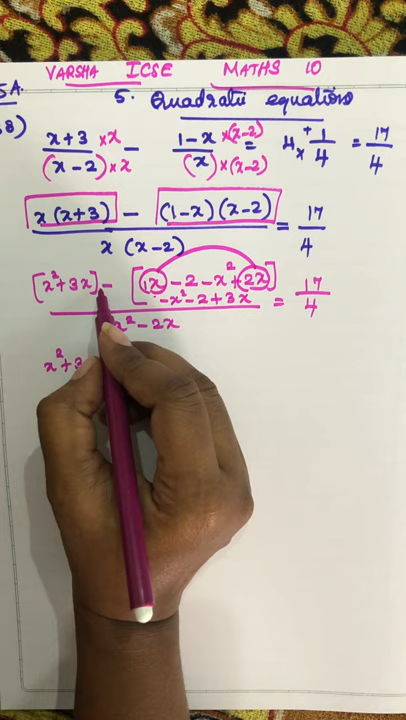 VARSHA ICSE MATHS 10
5A.
5. Quadratic equations
8)
x+3 ×x / (x-2) ×x - 1-x ×(x-2) / (x) ×(x-2) = 4 × + 1/4 = 17/4
x(x+3) - (1-x)(x-2) / x(x-2) = 17/4
[x²+3x] - [1x-2-x²+2x] = 17/4
-x²-2+3x
x²-2x
x²+3